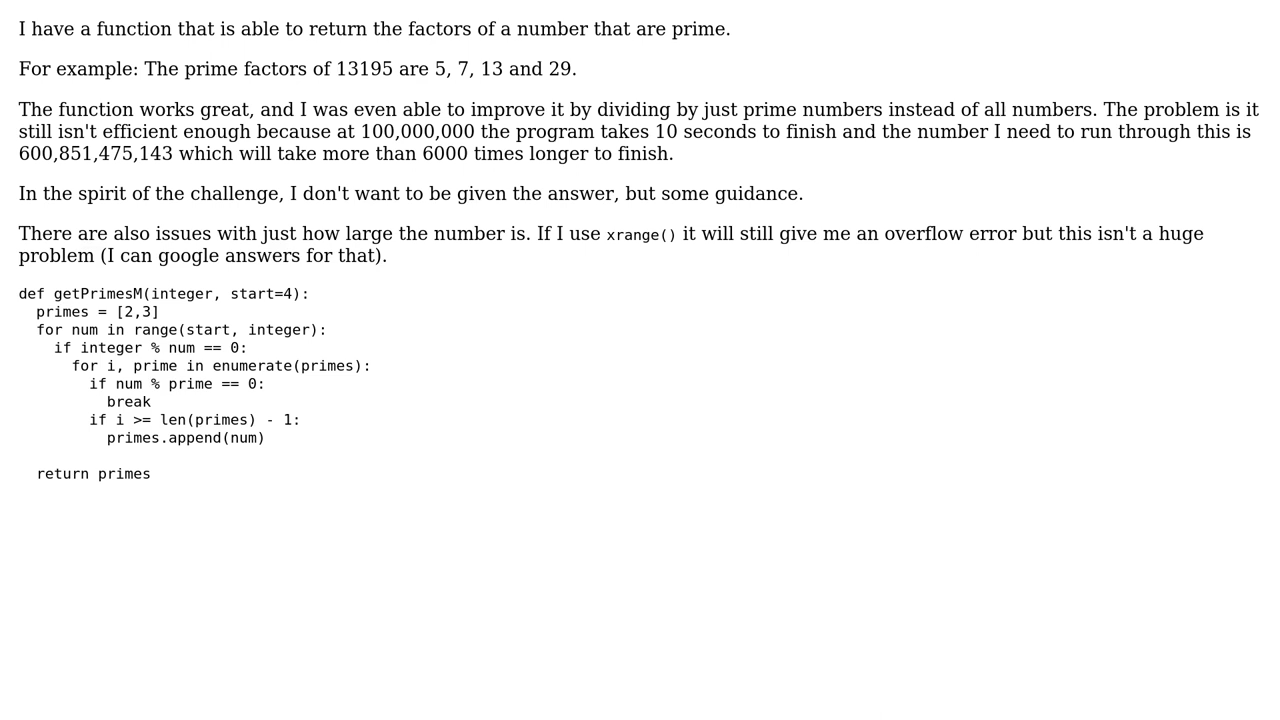 I have a function that is able to return the factors of a number that are prime.
For example: The prime factors of 13195 are 5, 7, 13 and 29.
The function works great, and I was even able to improve it by dividing by just prime numbers instead of all numbers. The problem is it
still isn't efficient enough because at 100,000,000 the program takes 10 seconds to finish and the number I need to run through this is
600,851,475,143 which will take more than 6000 times longer to finish.
In the spirit of the challenge, I don't want to be given the answer, but some guidance.
There are also issues with just how large the number is. If I use xrange() it will still give me an overflow error but this isn't a huge
problem (I can google answers for that).
def getPrimesM(integer, start=4):
  primes = [2,3]
  for num in range(start, integer):
    if integer % num == 0:
      for i, prime in enumerate(primes):
        if num % prime == 0:
          break
        if i >= len(primes) - 1:
          primes.append(num)
  return primes